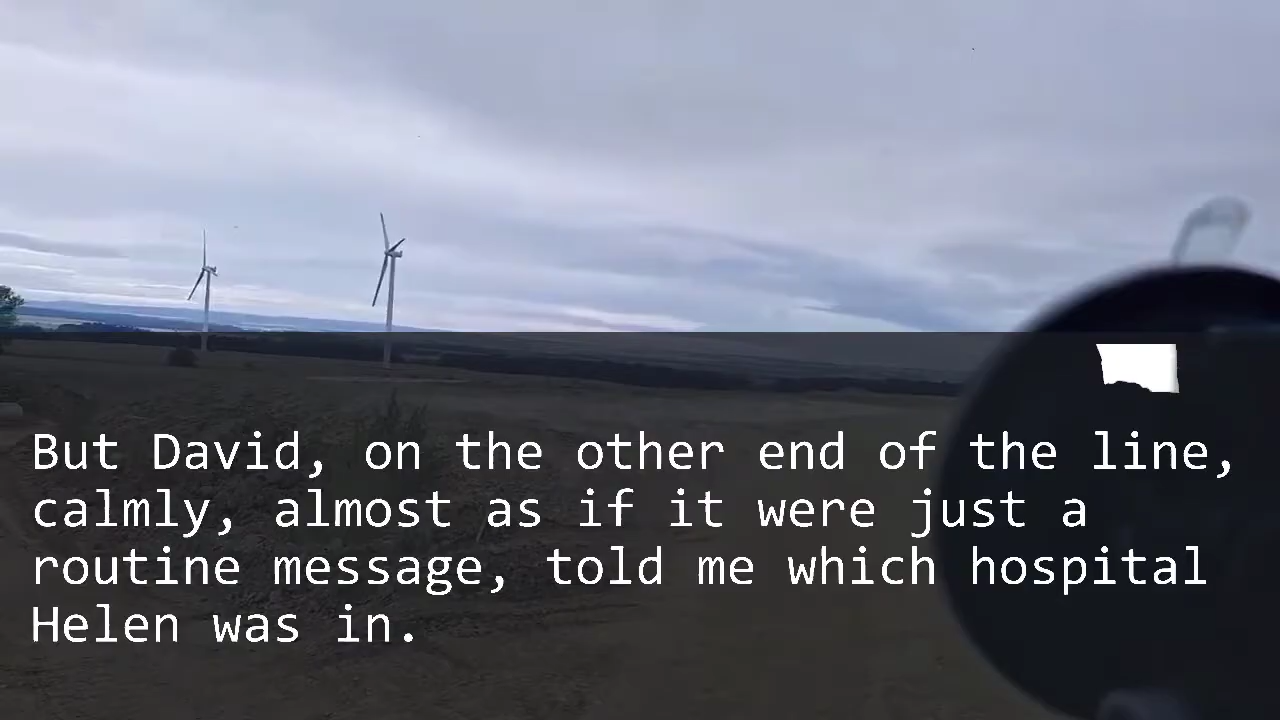 But David, on the other end of the line,
calmly, almost as if it were just a
routine message, told me which hospital
Helen was in.